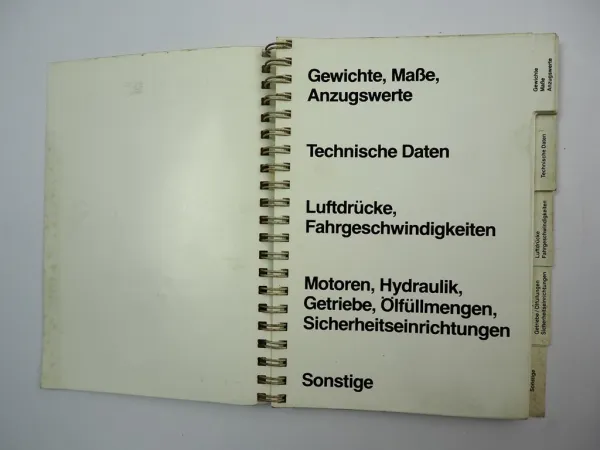 Gewichte, Maße,
Anzugswerte
Technische Daten
Luftdrücke,
Fahrgeschwindigkeiten
Motoren, Hydraulik,
Getriebe, Ölfüllmengen,
Sicherheitseinrichtungen
Sonstige
Gewichte
Maße
Anzugswerte
Technische Daten
Luftdrücke
Fahrgeschwindigkeiten
Getriebe / Ölfüllungen
Sicherheitseinrichtungen
Sonstige